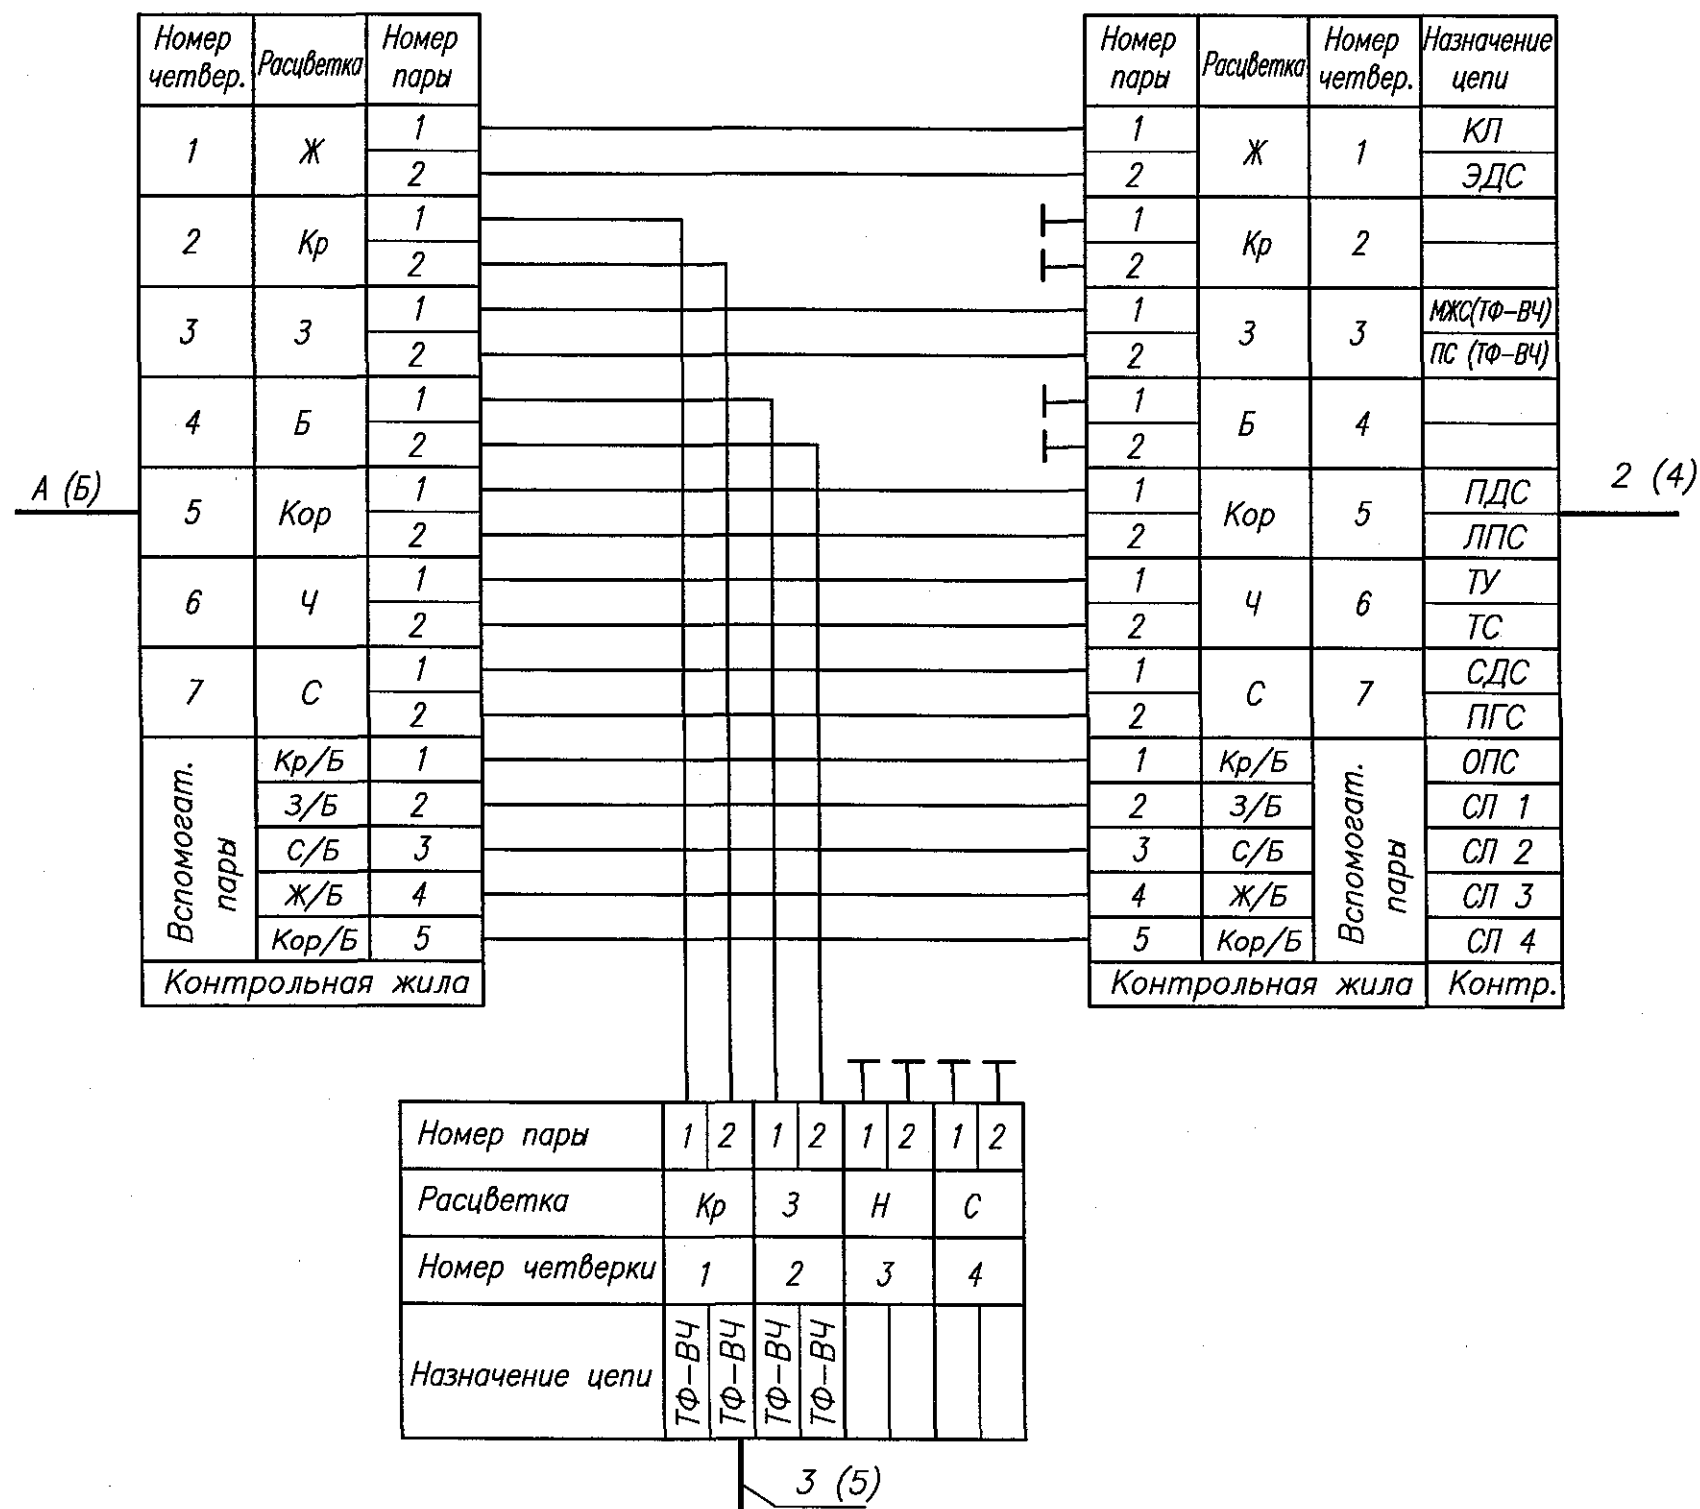 Номер четвер. Расцветка Номер пары
1 Ж 1
2
2 Кр 1
2
3 З 1
2
4 Б 1
2
5 Кор 1
2
6 Ч 1
2
7 С 1
2
Вспомогат. пары
Кр/Б 1
З/Б 2
С/Б 3
Ж/Б 4
Кор/Б 5
Контрольная жила
А (Б)
Номер пары Расцветка Номер четвер. Назначение цепи
1 Ж 1 КЛ
2 ЭДС
1 Кр 2
2
1 З 3 МЖС(ТФ-ВЧ)
2 ПС (ТФ-ВЧ)
1 Б 4
2
1 Кор 5 ПДС
2 ЛПС
1 Ч 6 ТУ
2 ТС
1 С 7 СДС
2 ПГС
Вспомогат. пары
1 Кр/Б ОПС
2 З/Б СЛ 1
3 С/Б СЛ 2
4 Ж/Б СЛ 3
5 Кор/Б СЛ 4
Контрольная жила Контр.
2 (4)
Номер пары 1 2 1 2 1 2 1 2
Расцветка Кр З Н С
Номер четверки 1 2 3 4
Назначение цепи ТФ-ВЧ ТФ-ВЧ ТФ-ВЧ ТФ-ВЧ
3 (5)